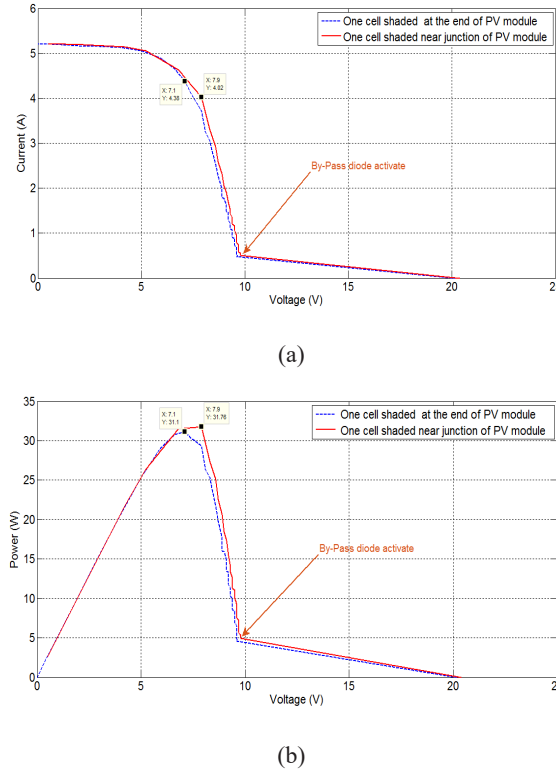 6
5
4
3
2
1
0
0
5
10
15
20
25
Current (A)
Voltage (V)
One cell shaded at the end of PV module
One cell shaded near junction of PV module
X: 7.1
Y: 4.38
X: 7.9
Y: 4.02
By-Pass diode activate
(a)
35
30
25
20
15
10
5
0
0
5
10
15
20
25
Power (W)
Voltage (V)
One cell shaded at the end of PV module
One cell shaded near junction of PV module
X: 7.1
Y: 31.1
X: 7.9
Y: 31.76
By-Pass diode activate
(b)